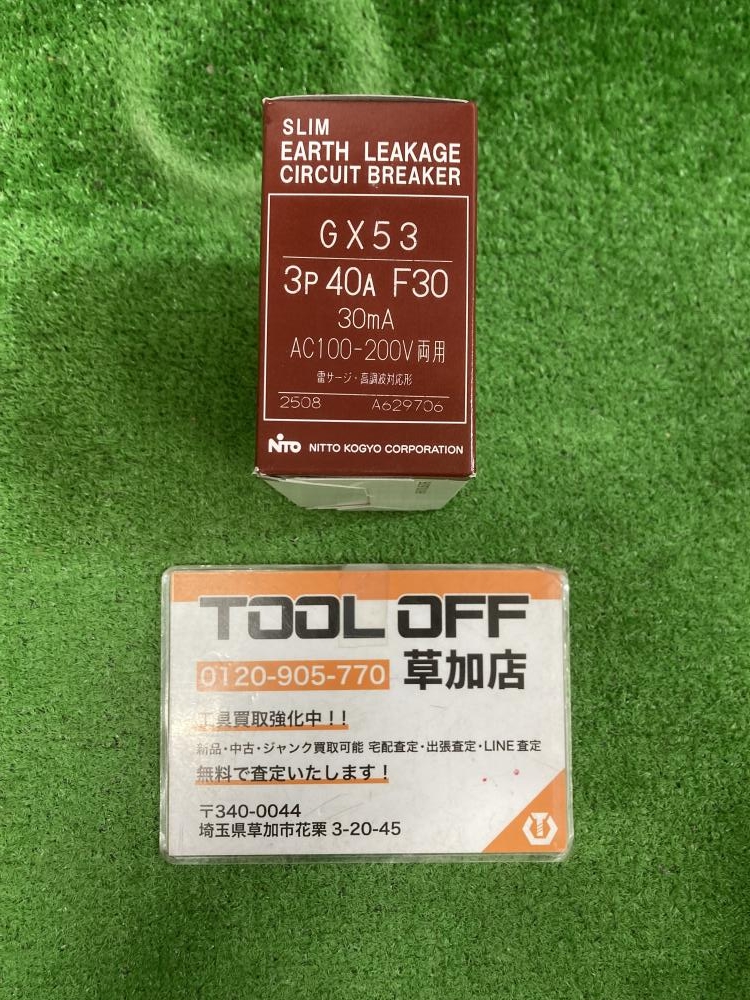 SLIM
EARTH LEAKAGE
CIRCUIT BREAKER
GX53
3P 40A F30
30mA
AC100-200V両用
雷サージ・高調波対応形
2508 A629706
NITO NITTO KOGYO CORPORATION
TOOL OFF
0120-905-770 草加店
工具買取強化中！！
新品・中古・ジャンク買取可能 宅配査定・出張査定・LINE査定
無料で査定いたします！
〒340-0044
埼玉県草加市花栗 3-20-45